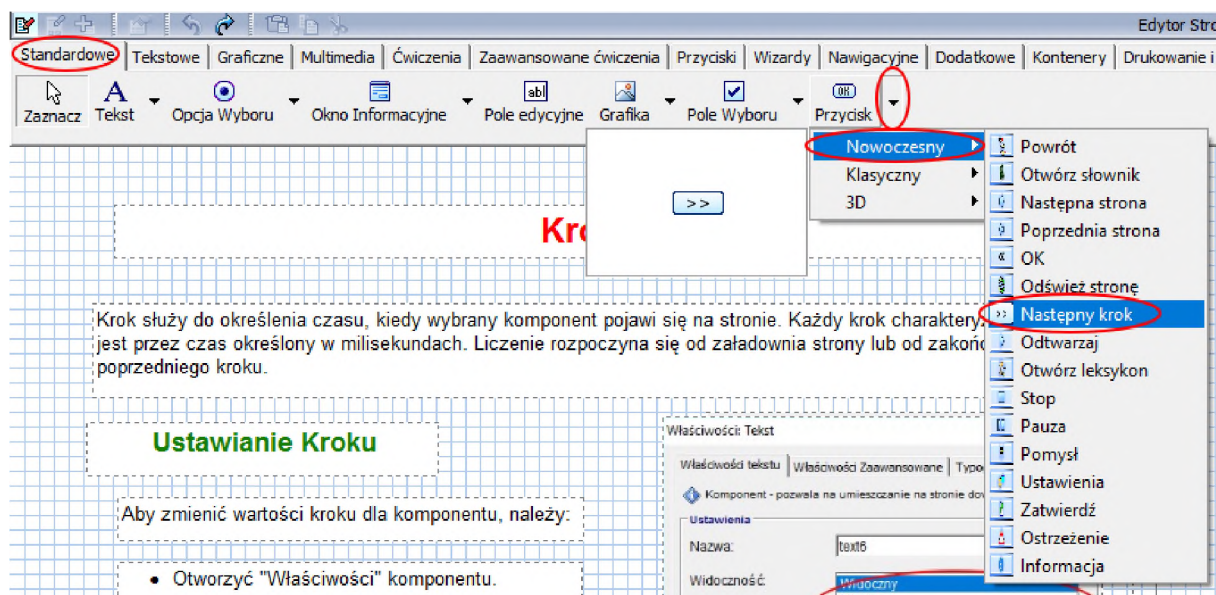 Edytor Stro
Standardowe Tekstowe Graficzne Multimedia Ćwiczenia Zaawansowane ćwiczenia Przyciski Wizardy Nawigacyjne Dodatkowe Kontenery Drukowanie i
Zaznacz Tekst Opcja Wyboru Okno Informacyjne Pole edycyjne Grafika Pole Wyboru Przycisk
Nowoczesny
Klasyczny
3D
Powrót
Otwórz słownik
Następna strona
Poprzednia strona
OK
Odśwież stronę
Następny krok
Odtwarzaj
Otwórz leksykon
Stop
Pauza
Pomysł
Ustawienia
Zatwierdź
Ostrzeżenie
Informacja
>>
Kro
Krok służy do określenia czasu, kiedy wybrany komponent pojawi się na stronie. Każdy krok charaktery
jest przez czas określony w milisekundach. Liczenie rozpoczyna się od załadownia strony lub od zakońc
poprzedniego kroku.
Ustawianie Kroku
Aby zmienić wartości kroku dla komponentu, należy:
• Otworzyć "Właściwości" komponentu.
Właściwości: Tekst
Właściwości tekstu Właściwości Zaawansowane Typo
Komponent - pozwala na umieszczanie na stronie dow
Ustawienia
Nazwa: text6
Widoczność: Widoczny